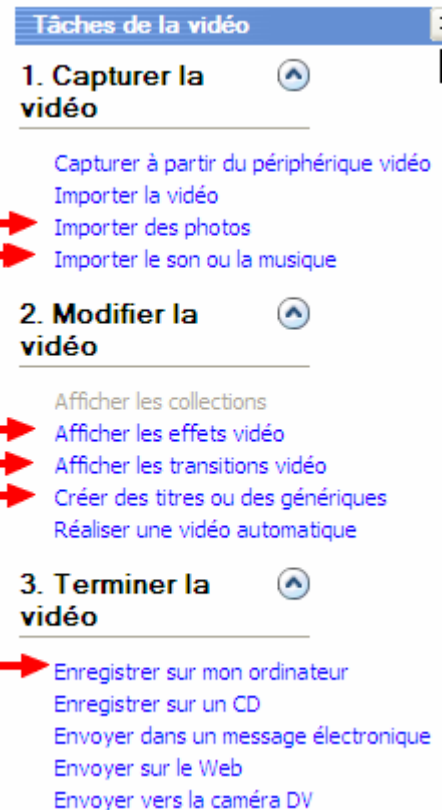 Tâches de la vidéo
1. Capturer la
vidéo
Capturer à partir du périphérique vidéo
Importer la vidéo
Importer des photos
Importer le son ou la musique
2. Modifier la
vidéo
Afficher les collections
Afficher les effets vidéo
Afficher les transitions vidéo
Créer des titres ou des génériques
Réaliser une vidéo automatique
3. Terminer la
vidéo
Enregistrer sur mon ordinateur
Enregistrer sur un CD
Envoyer dans un message électronique
Envoyer sur le Web
Envoyer vers la caméra DV